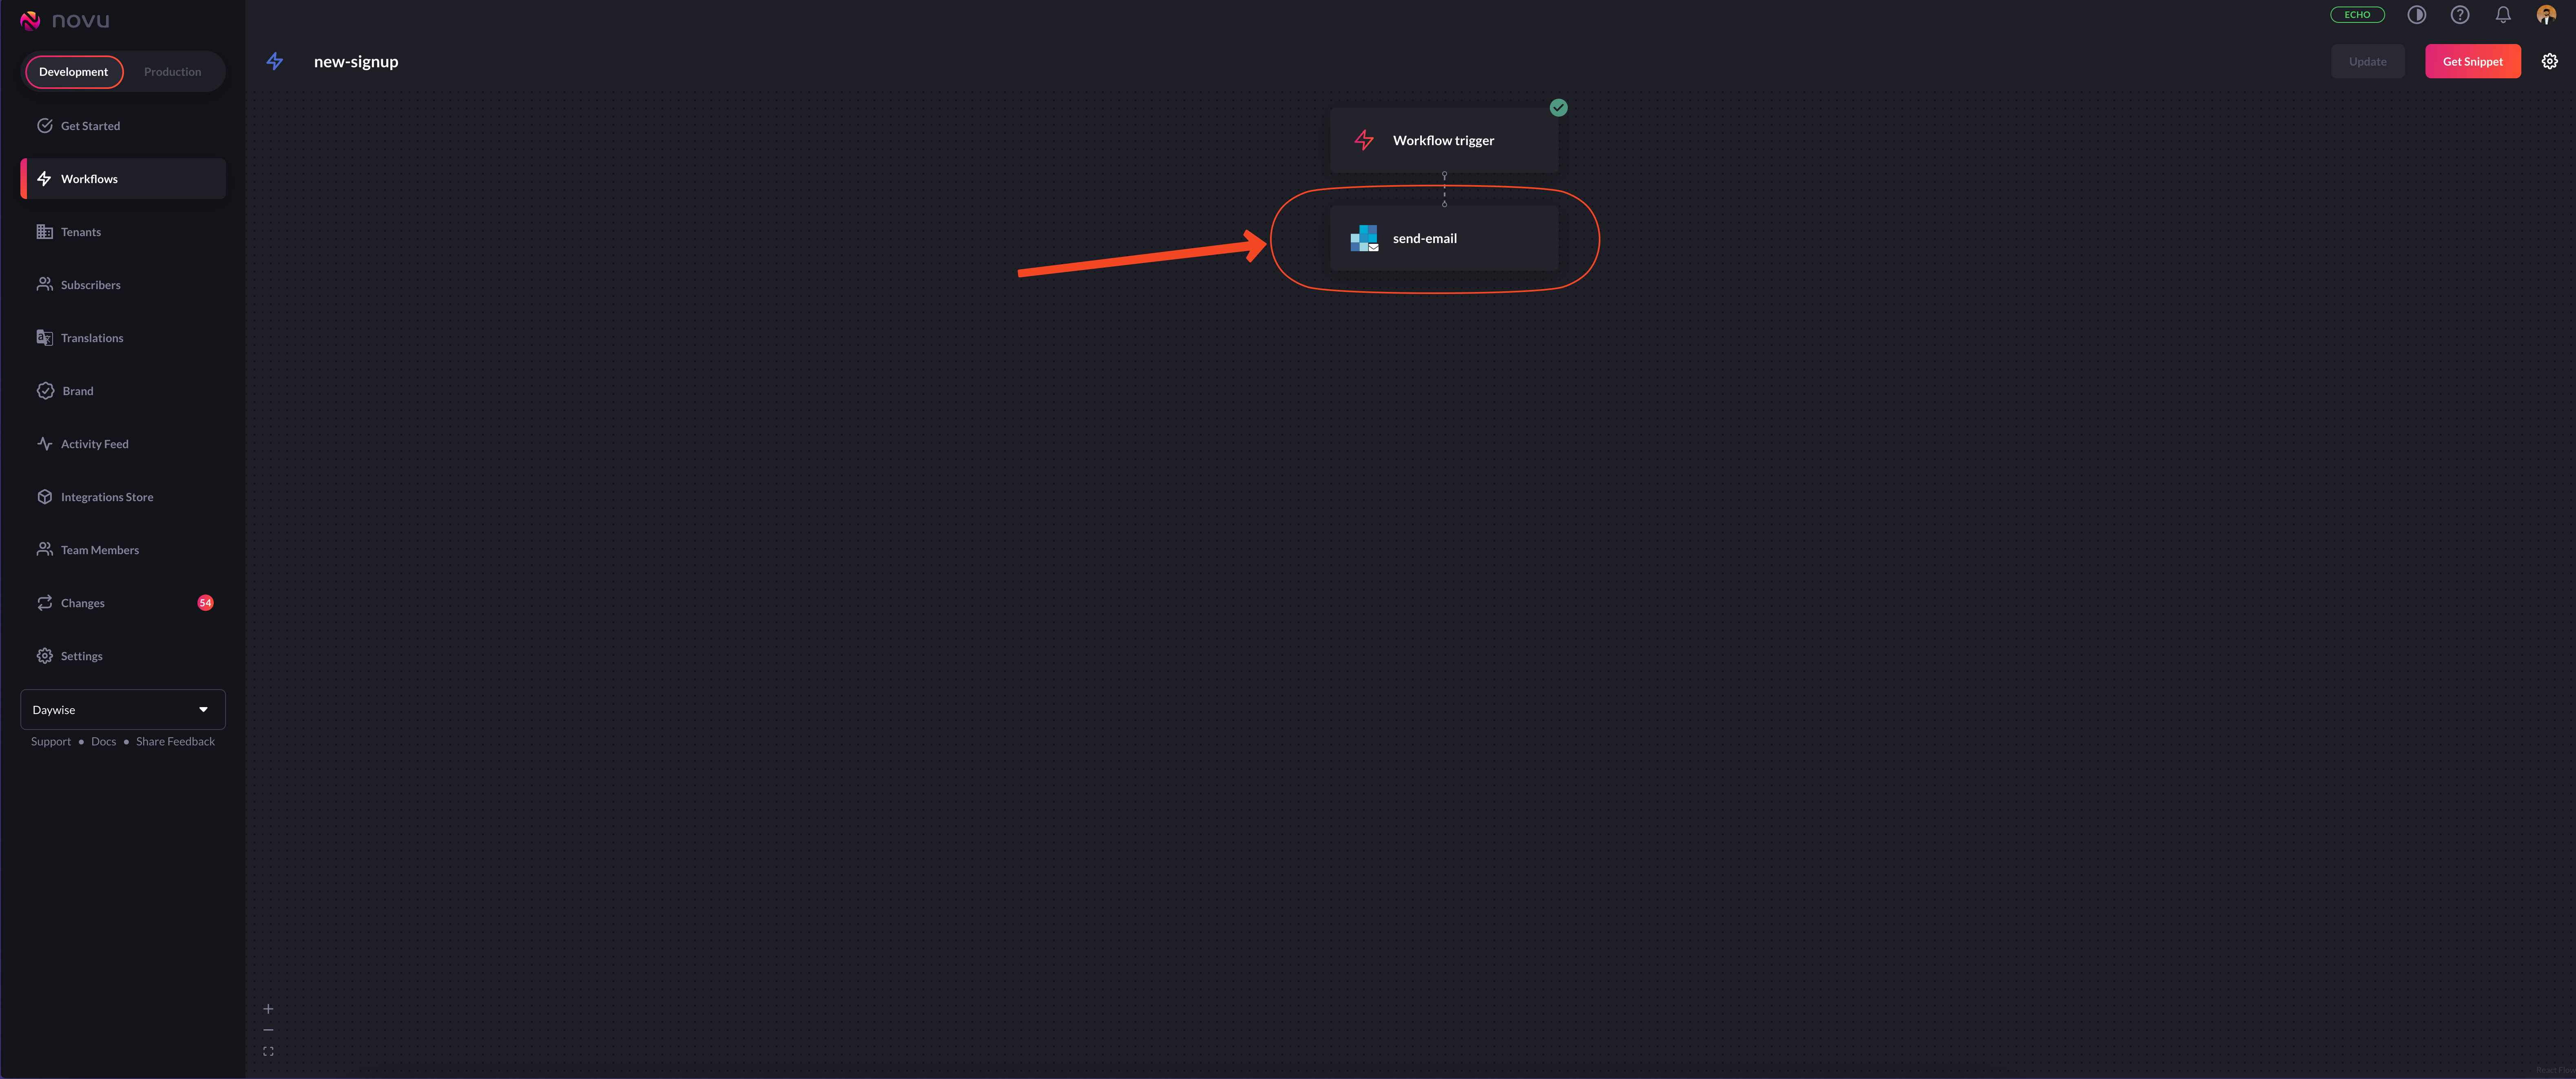 novu
ECHO
Development
Production
new-signup
Update
Get Snippet
Get Started
Workflow trigger
Workflows
Tenants
send-email
Subscribers
Translations
Brand
Activity Feed
Integrations Store
Team Members
Changes
54
Settings
Daywise
Support • Docs • Share Feedback
React Flow